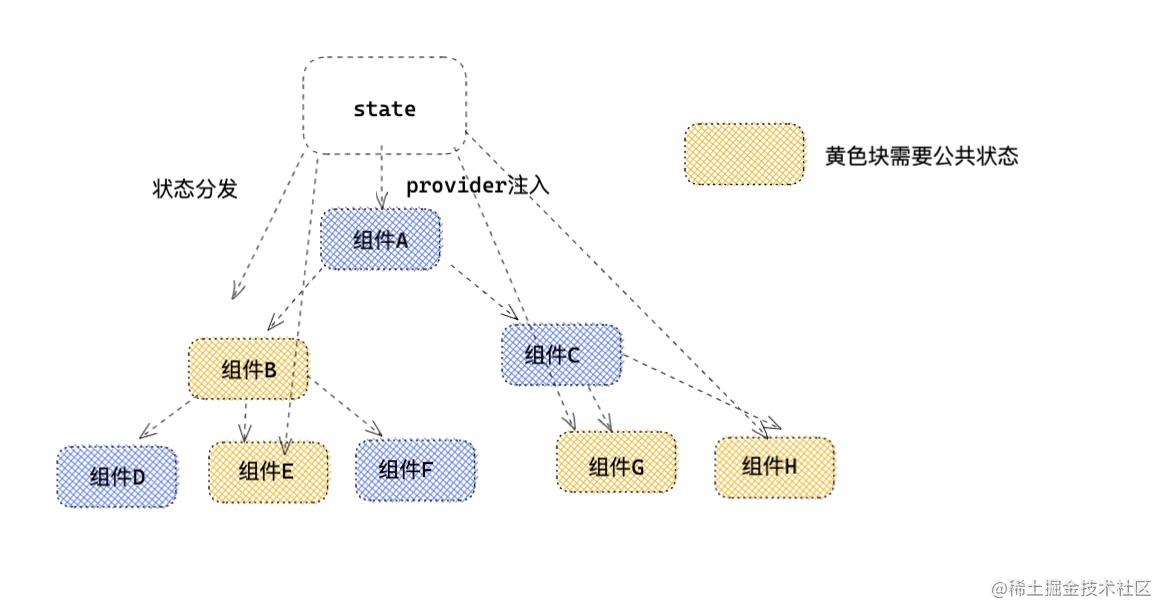 state
黄色块需要公共状态
状态分发
provider注入
组件A
组件C
组件B
组件D
组件E
组件F
组件G
组件H
@稀土掘金技术社区